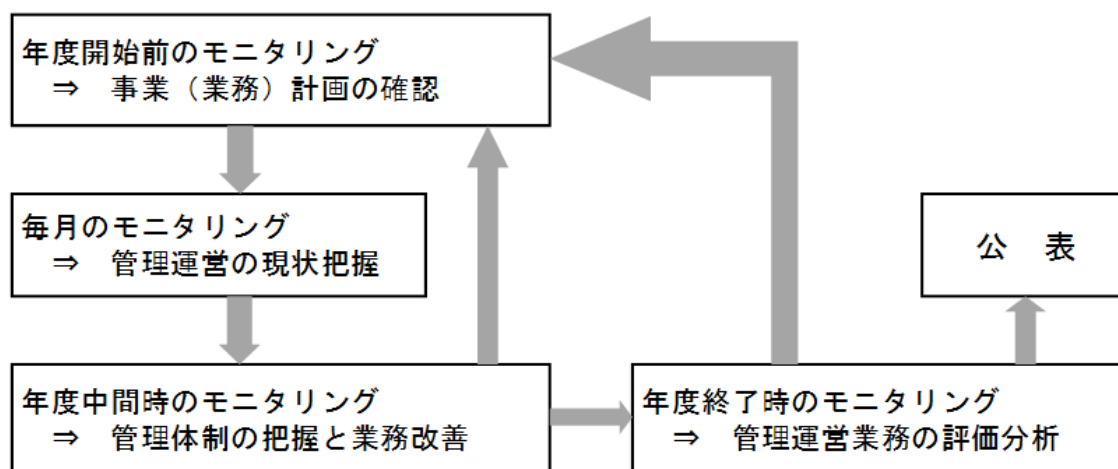 年度開始前のモニタリング
⇒ 事業（業務）計画の確認
毎月のモニタリング
⇒ 管理運営の現状把握
公 表
年度中間時のモニタリング
⇒ 管理体制の把握と業務改善
年度終了時のモニタリング
⇒ 管理運営業務の評価分析